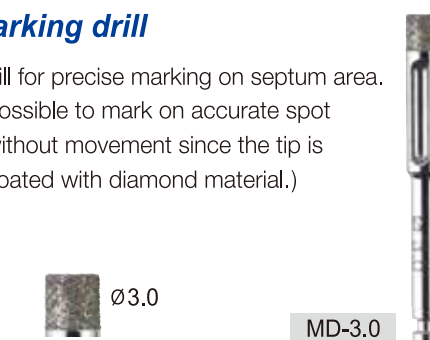 arking drill
ill for precise marking on septum area.
ossible to mark on accurate spot
ithout movement since the tip is
oated with diamond material.)
Ø3.0
MD-3.0